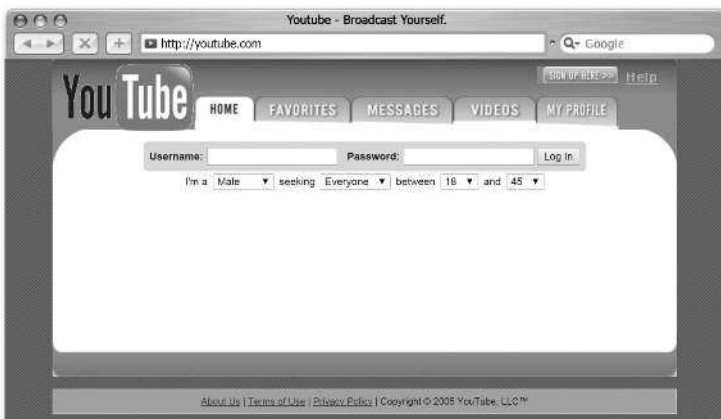 Youtube - Broadcast Yourself.
http://youtube.com
Google
SIGN UP HERE >> Help
YouTube HOME FAVORITES MESSAGES VIDEOS MY PROFILE
Username: Password: Log In
I'm a Male seeking Everyone between 18 and 45
About Us | Terms of Use | Privacy Policy | Copyright © 2005 YouTube, LLC™